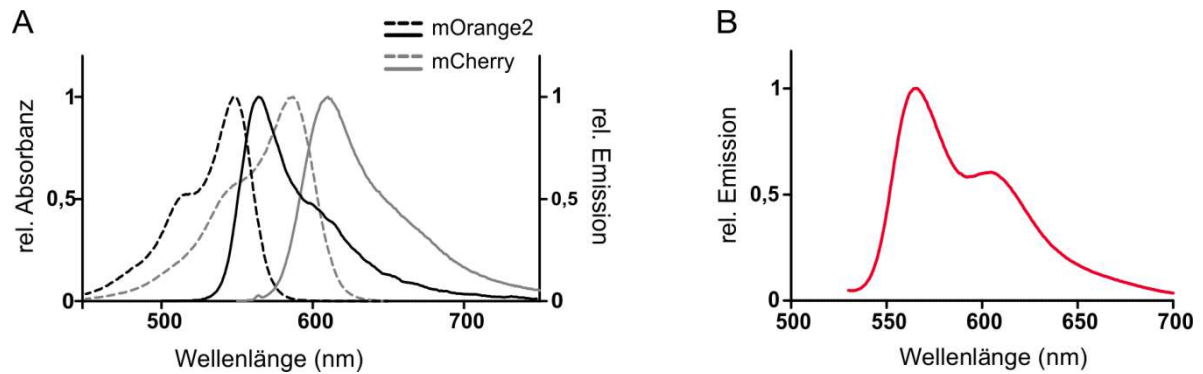 A
mOrange2
mCherry
rel. Absorbanz
1
0,5
0
500
600
700
Wellenlänge (nm)
1
0,5
0
rel. Emission
B
rel. Emission
1
0,5
0
500
550
600
650
700
Wellenlänge (nm)